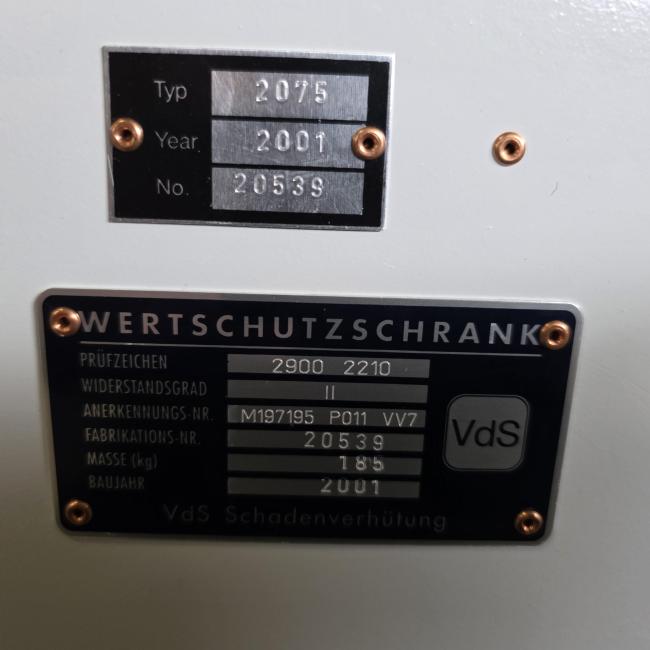 Typ 2075
Year 2001
No. 20539
WERTSCHUTZSCHRANK
PRÜFZEICHEN 2900 2210
WIDERSTANDSGRAD II
ANERKENNUNGS-NR. M197195 P011 VV7
FABRIKATIONS-NR. 20539
MASSE (kg) 185
BAUJAHR 2001
VdS
VdS Schadenverhütung